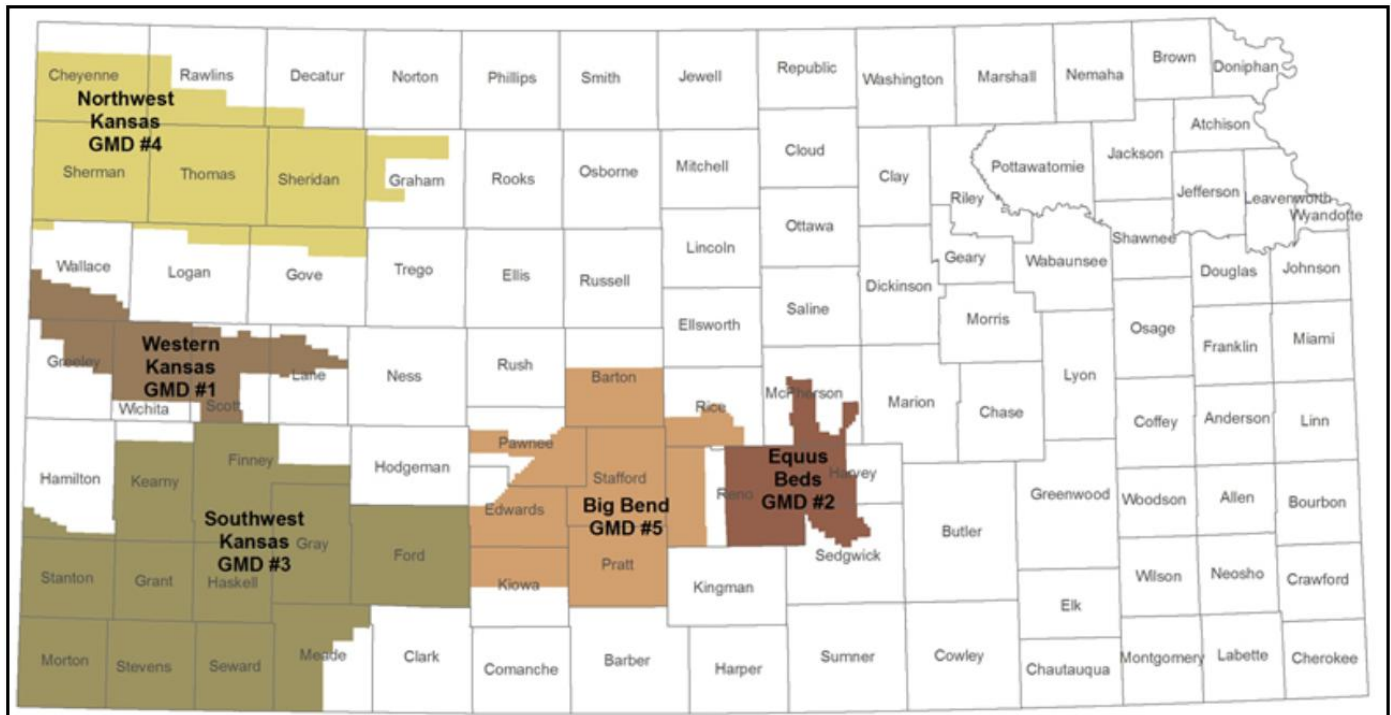 Cheyenne
Rawlins
Decatur
Norton
Phillips
Smith
Jewell
Republic
Washington
Marshall
Nemaha
Brown
Doniphan
Northwest
Kansas
GMD #4
Sherman
Thomas
Sheridan
Graham
Rooks
Osborne
Mitchell
Cloud
Clay
Riley
Pottawatomie
Jackson
Atchison
Jefferson
Leavenworth
Wyandotte
Wallace
Logan
Gove
Trego
Ellis
Russell
Lincoln
Ottawa
Saline
Dickinson
Geary
Wabaunsee
Shawnee
Douglas
Johnson
Western
Kansas
GMD #1
Greeley
Wichita
Scott
Lane
Ness
Rush
Barton
Ellsworth
Rice
McPherson
Marion
Morris
Chase
Lyon
Osage
Franklin
Miami
Coffey
Anderson
Linn
Hamilton
Kearny
Finney
Hodgeman
Pawnee
Stafford
Edwards
Reno
Harvey
Equus
Beds
GMD #2
Big Bend
GMD #5
Southwest
Kansas
GMD #3
Gray
Ford
Stanton
Grant
Haskell
Kiowa
Pratt
Kingman
Sedgwick
Butler
Greenwood
Woodson
Allen
Bourbon
Wilson
Neosho
Crawford
Elk
Morton
Stevens
Seward
Meade
Clark
Comanche
Barber
Harper
Sumner
Cowley
Chautauqua
Montgomery
Labette
Cherokee